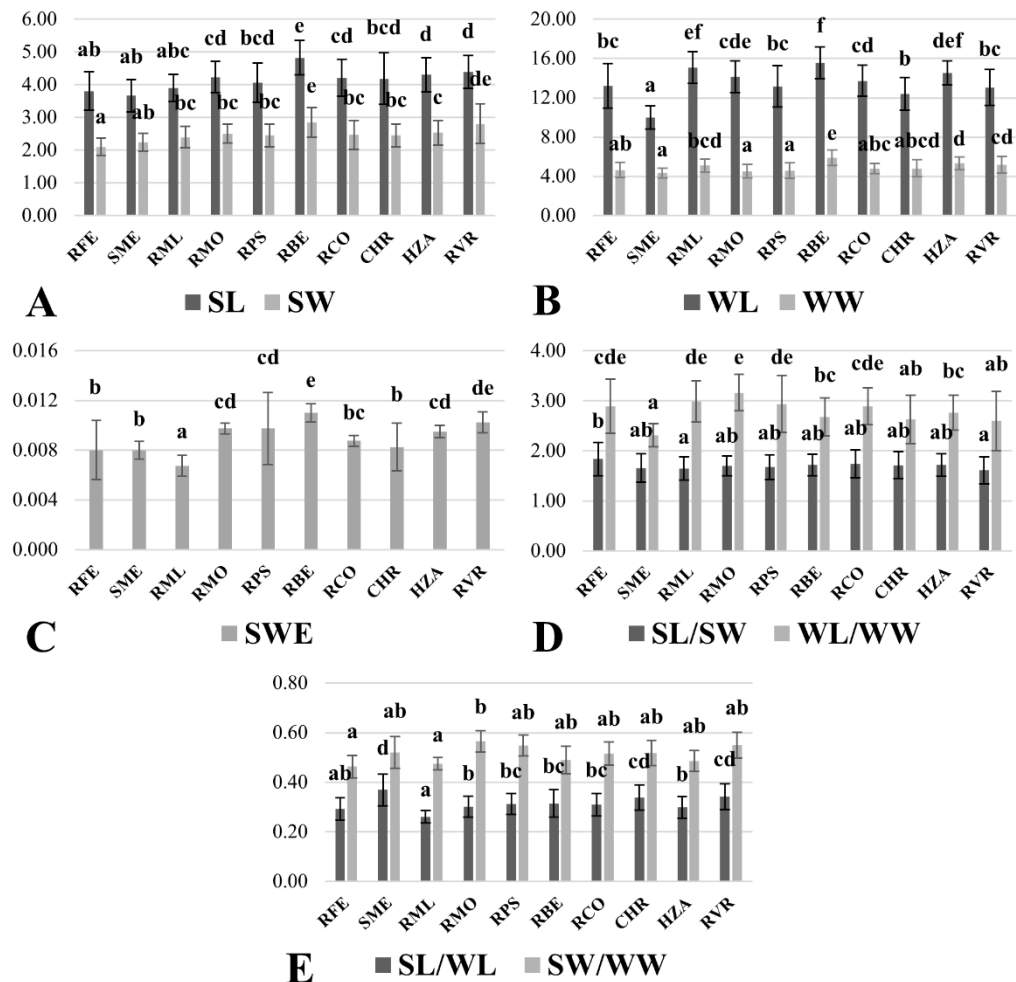 6.00
5.00
4.00
3.00
2.00
1.00
0.00
ab ab abc cd bcd e cd bcd d d
a ab bc bc bc e bc bc c de
RFE SME RML RMO RPS RBE RCO CHR HZA RVR
A SL SW
20.00
16.00
12.00
8.00
4.00
0.00
bc a ef cde bc f cd b def bc
ab a bcd a a e abc abcd d cd
RFE SME RML RMO RPS RBE RCO CHR HZA RVR
B WL WW
0.016
0.012
0.008
0.004
0.000
b b a cd cd e bc b cd de
RFE SME RML RMO RPS RBE RCO CHR HZA RVR
C SWE
4.00
3.00
2.00
1.00
0.00
cde a de e de bc cde ab bc ab
b ab a ab ab ab ab ab ab a
RFE SME RML RMO RPS RBE RCO CHR HZA RVR
D SL/SW WL/WW
0.80
0.60
0.40
0.20
0.00
a ab a b ab ab ab ab ab ab
ab d a b bc bc bc cd b cd
RFE SME RML RMO RPS RBE RCO CHR HZA RVR
E SL/WL SW/WW